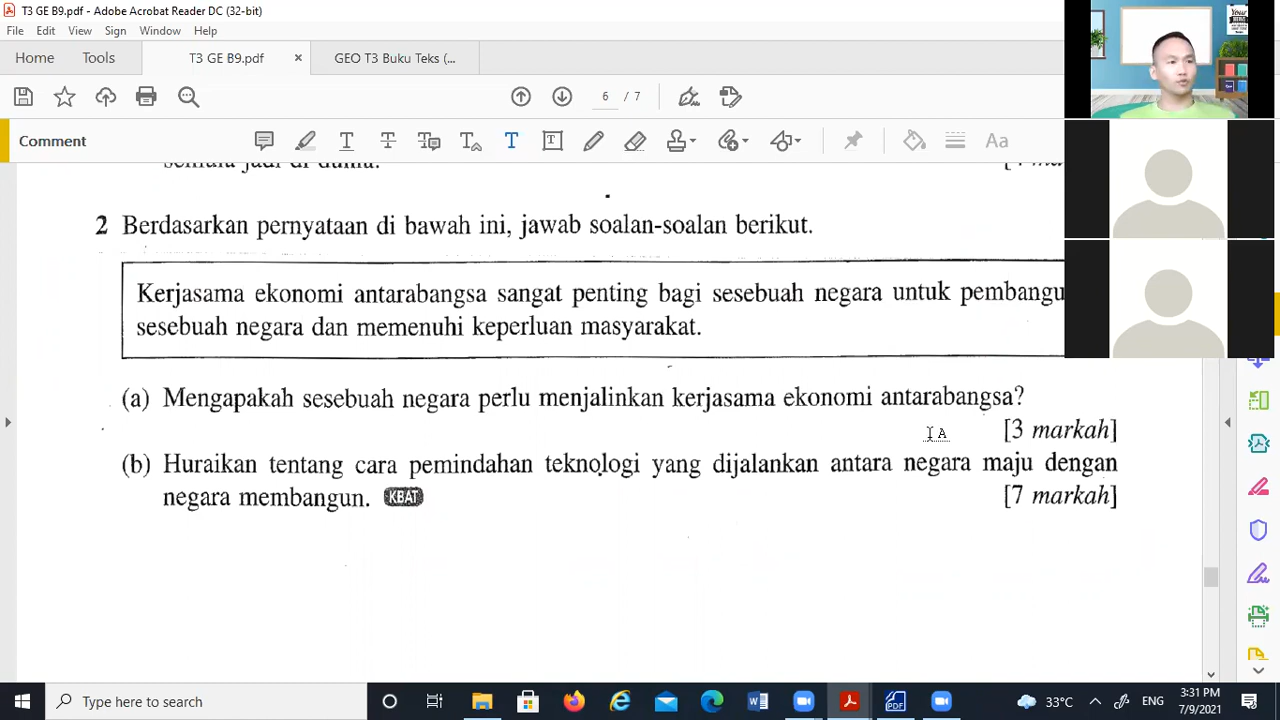 T3 GE B9.pdf - Adobe Acrobat Reader DC (32-bit)
File Edit View Sign Window Help
Home Tools T3 GE B9.pdf × GEO T3 Buku Teks (...
6 / 7
Comment
2 Berdasarkan pernyataan di bawah ini, jawab soalan-soalan berikut.
Kerjasama ekonomi antarabangsa sangat penting bagi sesebuah negara untuk pembangu
sesebuah negara dan memenuhi keperluan masyarakat.
(a) Mengapakah sesebuah negara perlu menjalinkan kerjasama ekonomi antarabangsa?
[3 markah]
(b) Huraikan tentang cara pemindahan teknologi yang dijalankan antara negara maju dengan
negara membangun. KBAT [7 markah]
Type here to search
33°C ENG 3:31 PM
7/9/2021